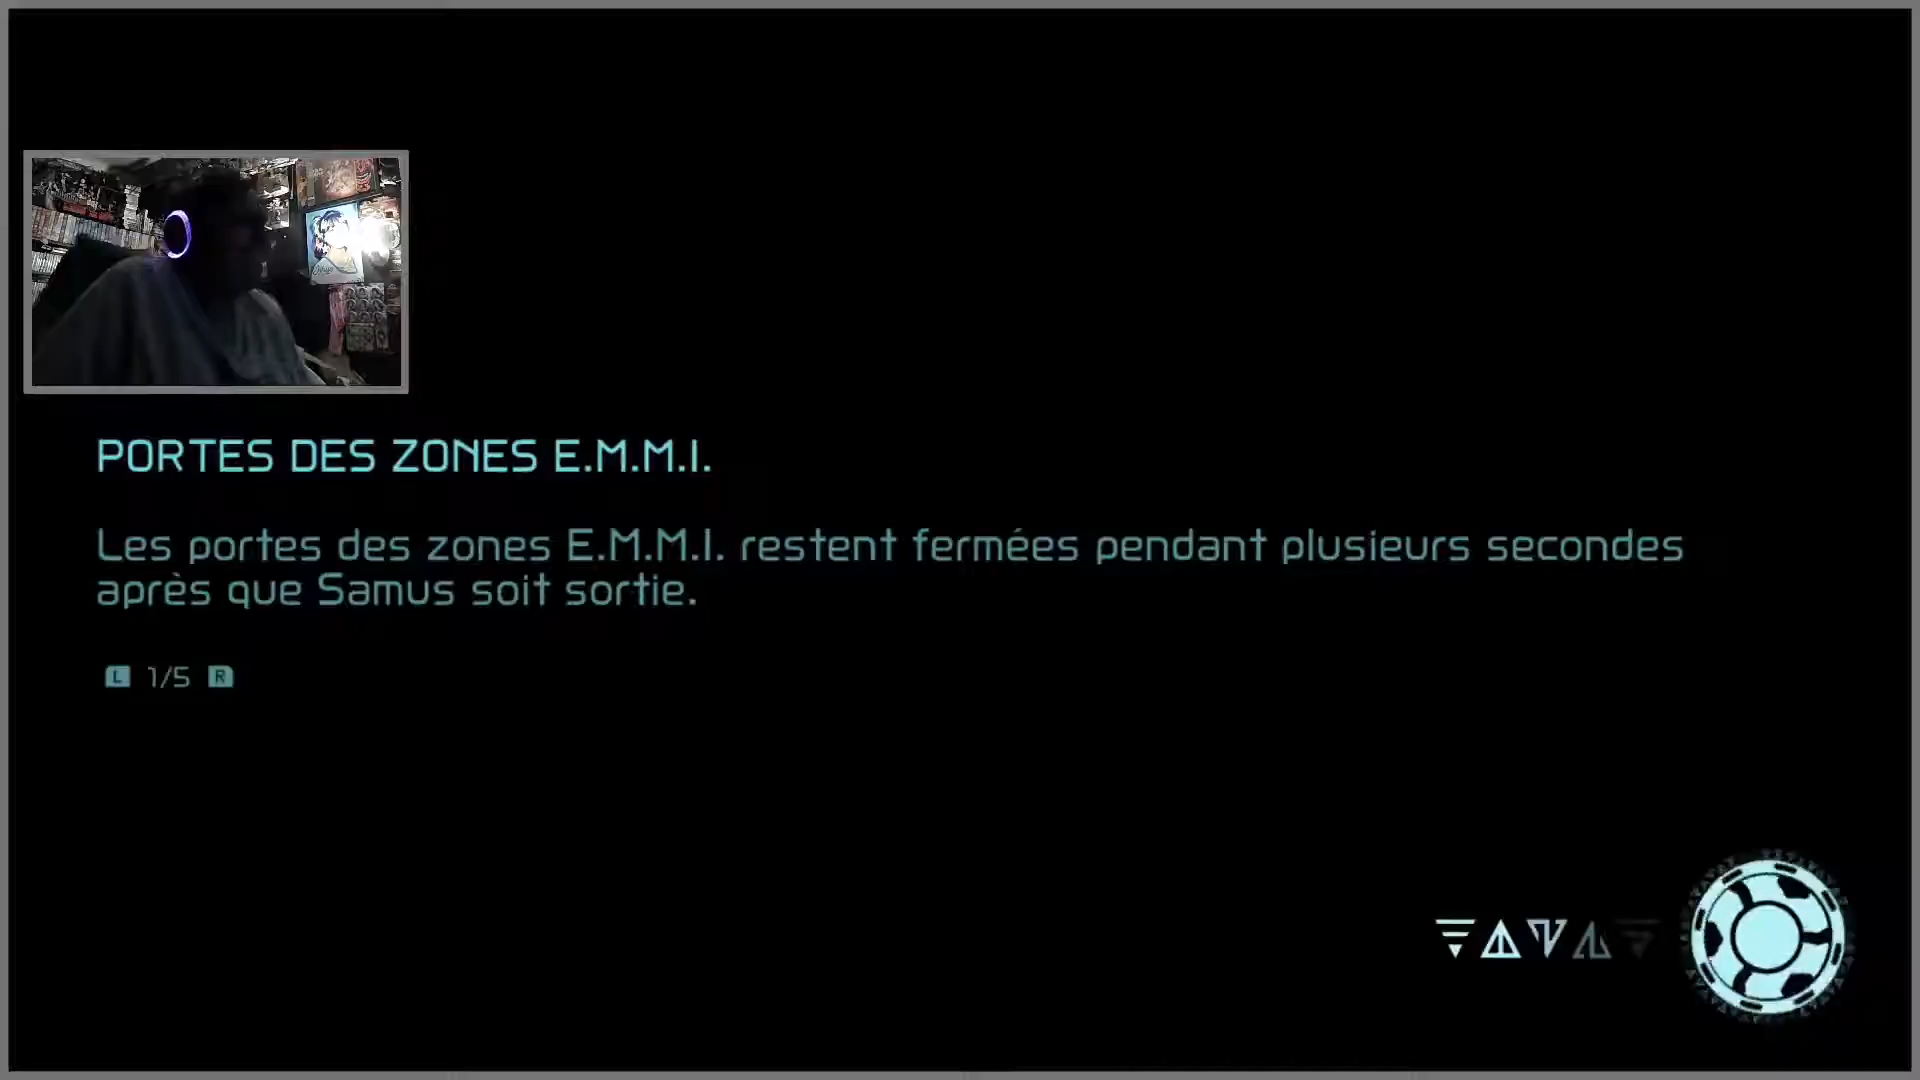 PORTES DES ZONES E.M.M.I.
Les portes des zones E.M.M.I. restent fermées pendant plusieurs secondes
après que Samus soit sortie.
L 1/5 R